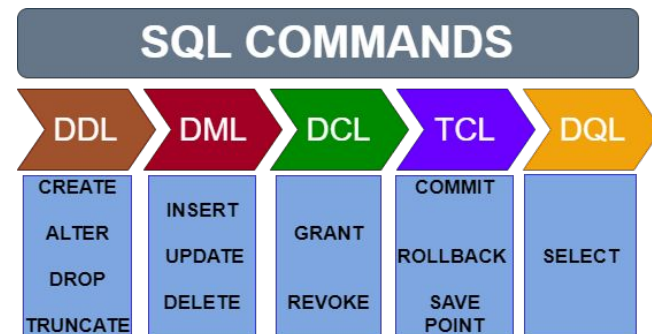 SQL COMMANDS
DDL
DML
DCL
TCL
DQL
CREATE
ALTER
DROP
TRUNCATE
INSERT
UPDATE
DELETE
GRANT
REVOKE
COMMIT
ROLLBACK
SAVE
POINT
SELECT